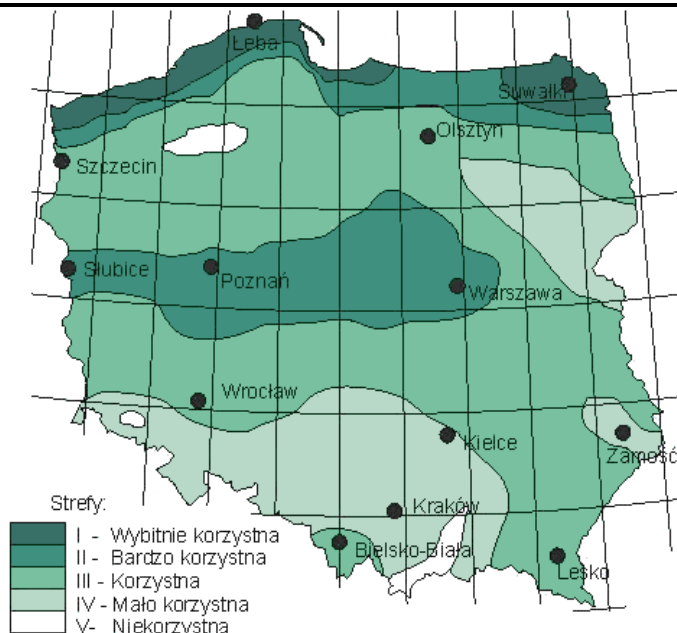 Łeba
Suwałki
Olsztyn
Szczecin
Słubice
Poznań
Warszawa
Wrocław
Kielce
Zamość
Kraków
Bielsko-Biała
Lesko
Strefy:
I - Wybitnie korzystna
II - Bardzo korzystna
III - Korzystna
IV - Mało korzystna
V- Niekorzystna